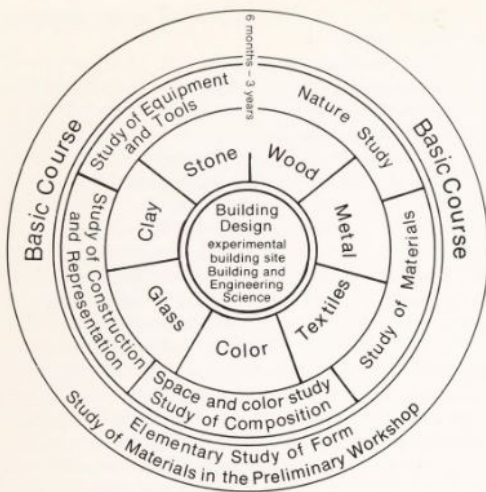 6 months – 3 years
Basic Course
Basic Course
Study of Equipment
and Tools
Nature Study
Study of Construction
and Representation
Study of Materials
Space and color study
Study of Composition
Elementary Study of Form
Study of Materials in the Preliminary Workshop
Stone
Wood
Clay
Metal
Glass
Textiles
Color
Building
Design
experimental
building site
Building and
Engineering
Science